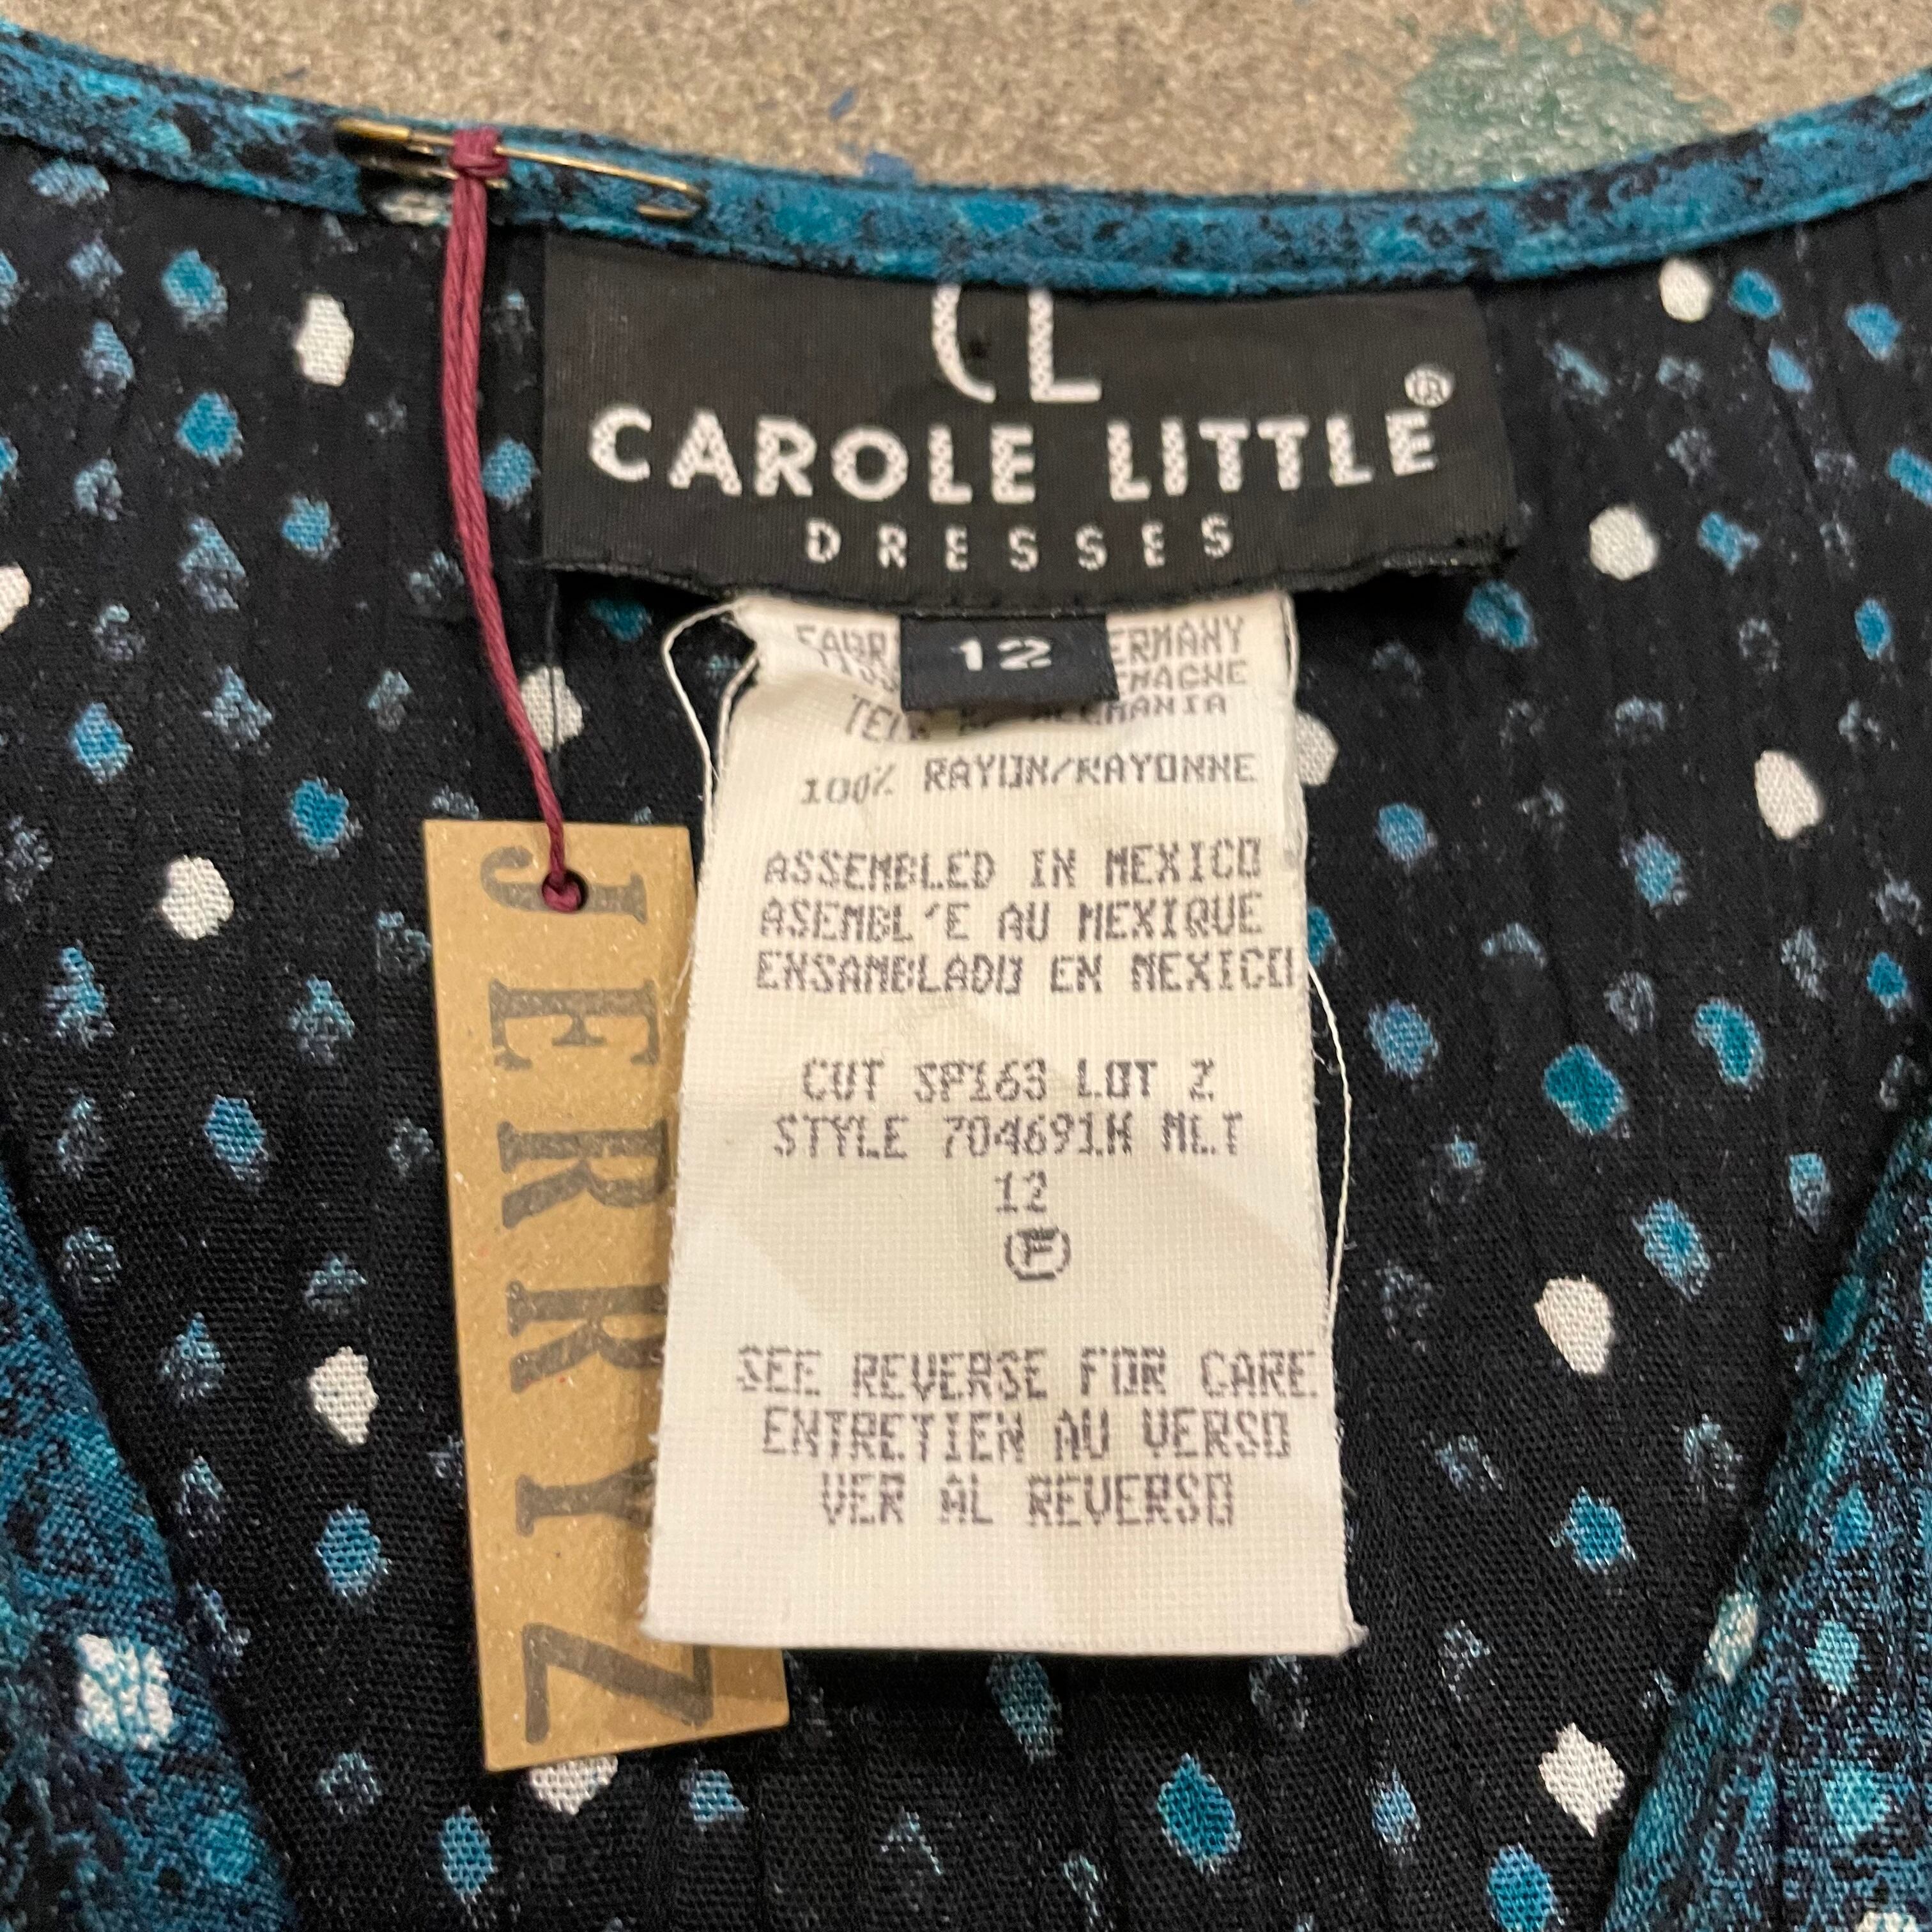 CL
CAROLE LITTLE®
DRESSES
12
100% RAYON/RAYONNE
ASSEMBLED IN MEXICO
ASEMBL'E AU MEXIQUE
ENSAMBLADO EN MEXICO
CUT SP163 LOT Z
STYLE 704691H MLT
12
F
SEE REVERSE FOR CARE
ENTRETIEN AU VERSO
VER AL REVERSO
JERRYZ